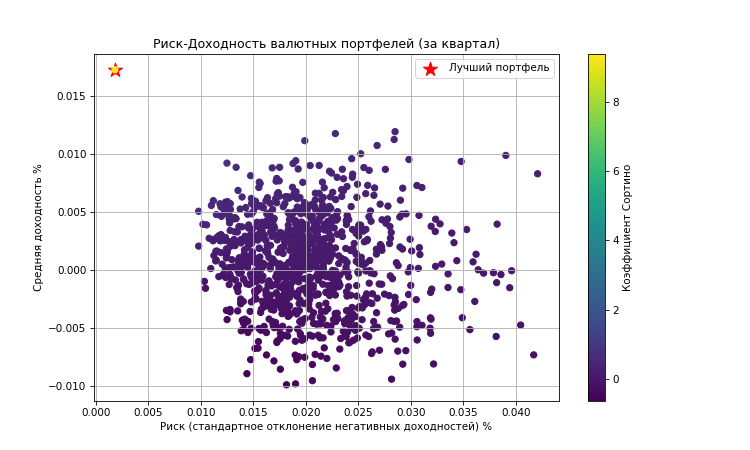 Риск-Доходность валютных портфелей (за квартал)
Лучший портфель
Средняя доходность %
0.015
0.010
0.005
0.000
−0.005
−0.010
0.000 0.005 0.010 0.015 0.020 0.025 0.030 0.035 0.040
Риск (стандартное отклонение негативных доходностей) %
8
6
4
2
0
Коэффициент Сортино